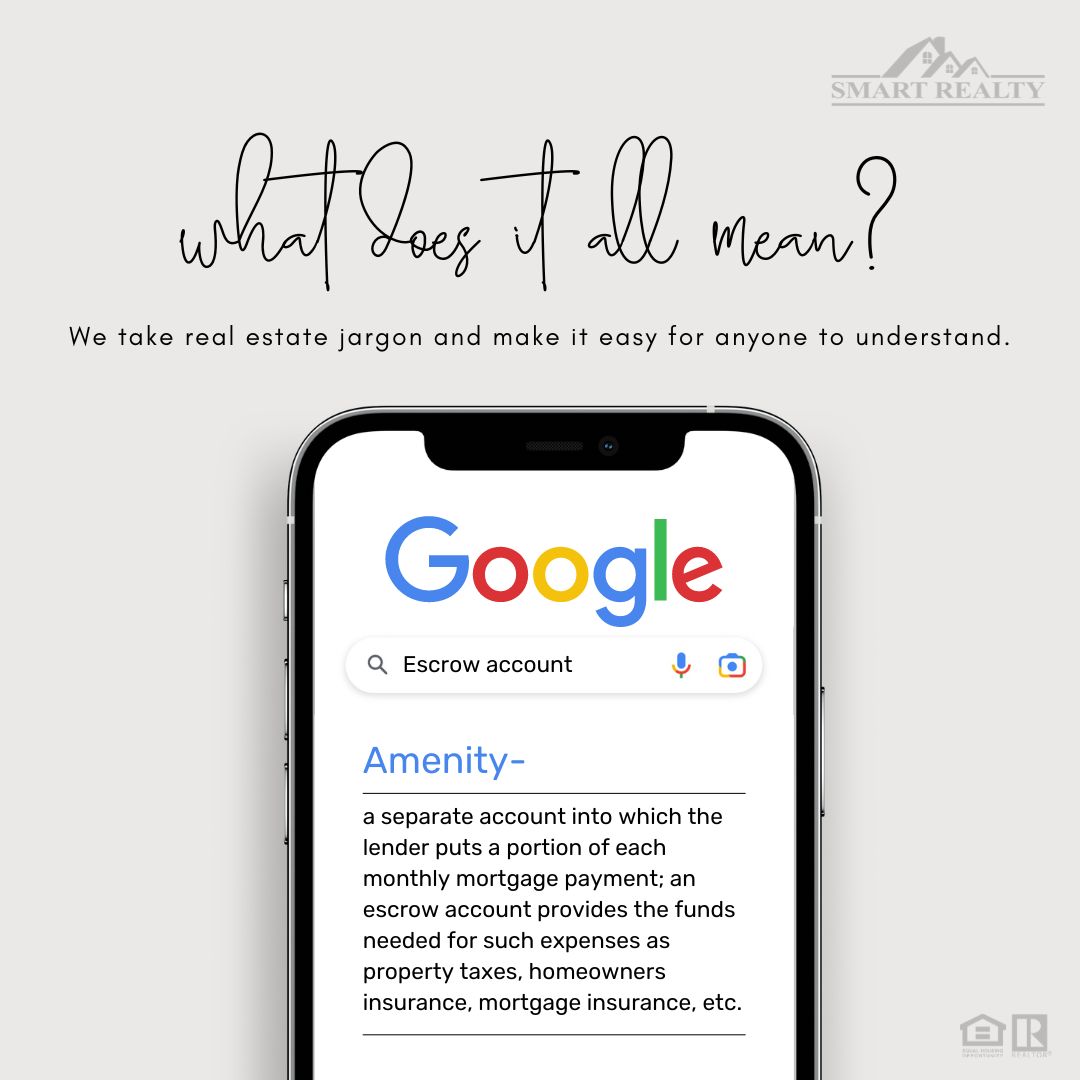 SMART REALTY
what does it all mean?
We take real estate jargon and make it easy for anyone to understand.
Google
Escrow account
Amenity-
a separate account into which the
lender puts a portion of each
monthly mortgage payment; an
escrow account provides the funds
needed for such expenses as
property taxes, homeowners
insurance, mortgage insurance, etc.
EQUAL HOUSING
OPPORTUNITY
R
REALTOR®